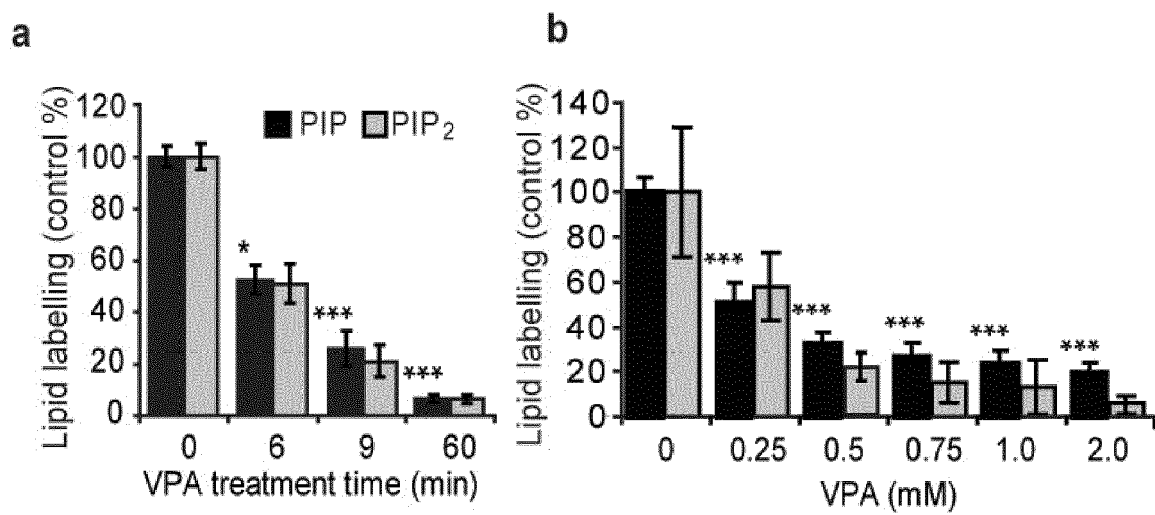 a
Lipid labelling (control %)
120
100
80
60
40
20
0
PIP PIP2
*
***
***
0 6 9 60
VPA treatment time (min)
b
Lipid labelling (control %)
140
120
100
80
60
40
20
0
***
***
***
***
***
0 0.25 0.5 0.75 1.0 2.0
VPA (mM)